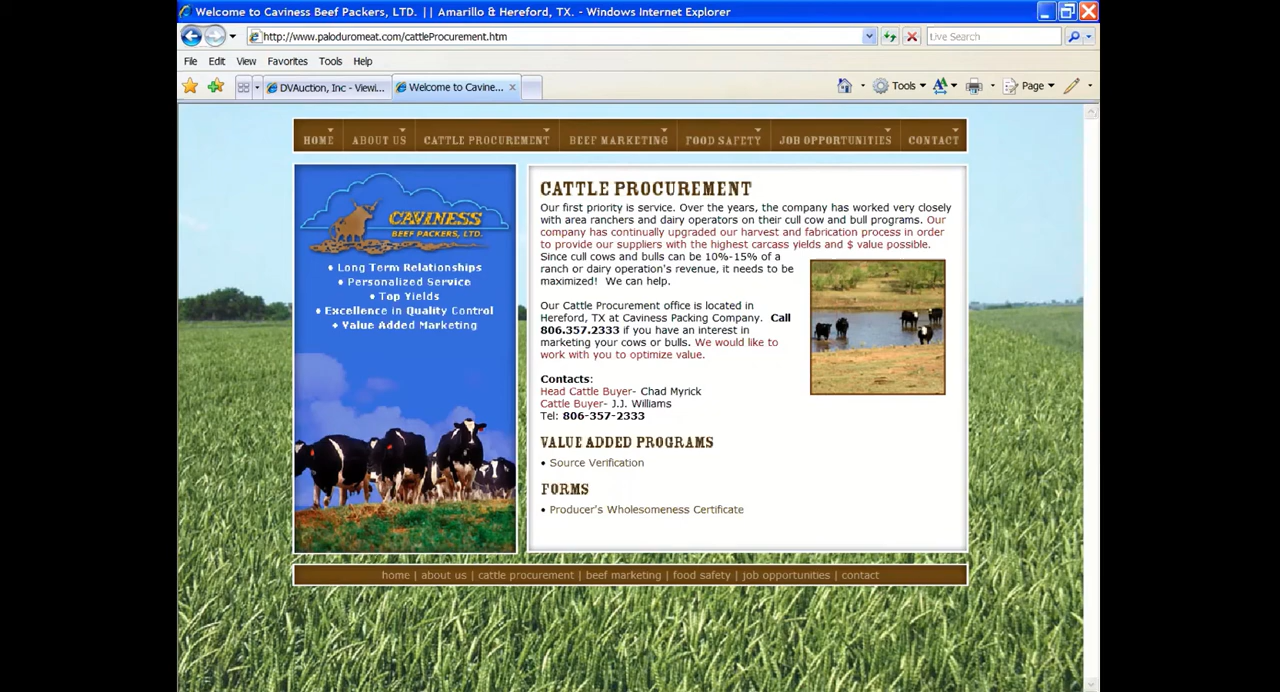 Welcome to Caviness Beef Packers, LTD. || Amarillo & Hereford, TX. - Windows Internet Explorer
http://www.paloduromeat.com/cattleProcurement.htm
Live Search
File Edit View Favorites Tools Help
DVAuction, Inc - Viewi...
Welcome to Cavine...
Tools
Page
HOME ABOUT US CATTLE PROCUREMENT BEEF MARKETING FOOD SAFETY JOB OPPORTUNITIES CONTACT
CAVINESS
BEEF PACKERS, LTD.
• Long Term Relationships
• Personalized Service
• Top Yields
• Excellence in Quality Control
• Value Added Marketing
CATTLE PROCUREMENT
Our first priority is service. Over the years, the company has worked very closely
with area ranchers and dairy operators on their cull cow and bull programs. Our
company has continually upgraded our harvest and fabrication process in order
to provide our suppliers with the highest carcass yields and $ value possible.
Since cull cows and bulls can be 10%-15% of a
ranch or dairy operation's revenue, it needs to be
maximized! We can help.
Our Cattle Procurement office is located in
Hereford, TX at Caviness Packing Company. Call
806.357.2333 if you have an interest in
marketing your cows or bulls. We would like to
work with you to optimize value.
Contacts:
Head Cattle Buyer- Chad Myrick
Cattle Buyer- J.J. Williams
Tel: 806-357-2333
VALUE ADDED PROGRAMS
• Source Verification
FORMS
• Producer's Wholesomeness Certificate
home | about us | cattle procurement | beef marketing | food safety | job opportunities | contact